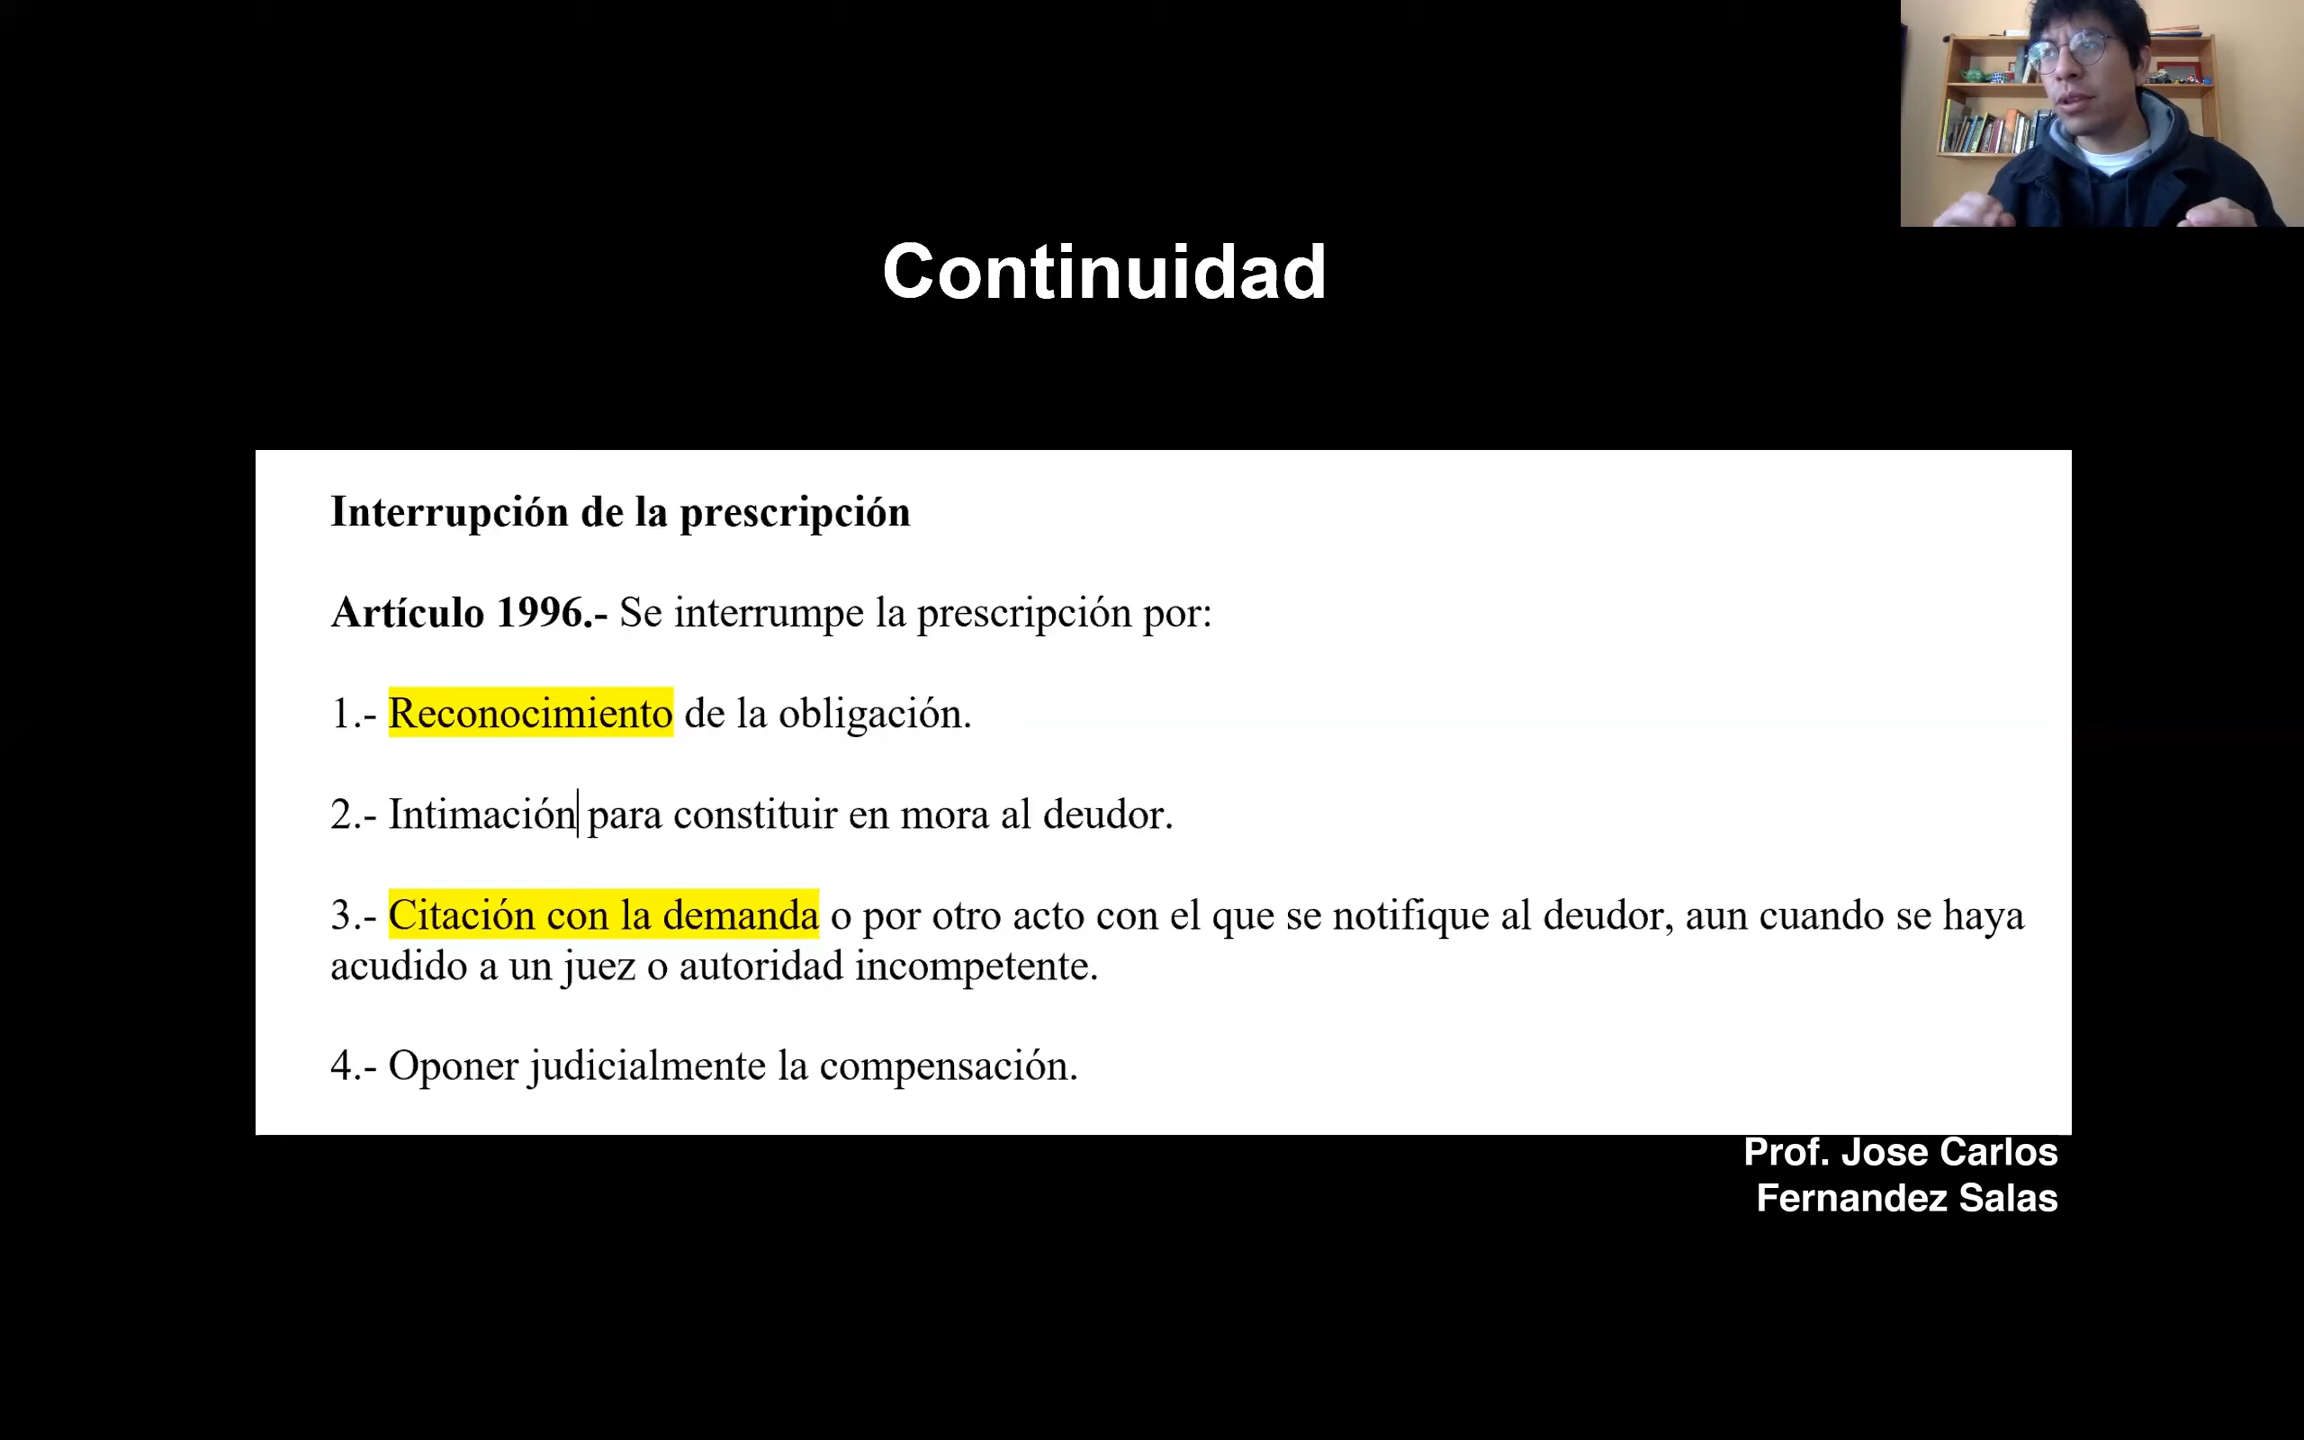 Continuidad
Interrupción de la prescripción
Artículo 1996.- Se interrumpe la prescripción por:
1.- Reconocimiento de la obligación.
2.- Intimación para constituir en mora al deudor.
3.- Citación con la demanda o por otro acto con el que se notifique al deudor, aun cuando se haya
acudido a un juez o autoridad incompetente.
4.- Oponer judicialmente la compensación.
Prof. Jose Carlos
Fernandez Salas